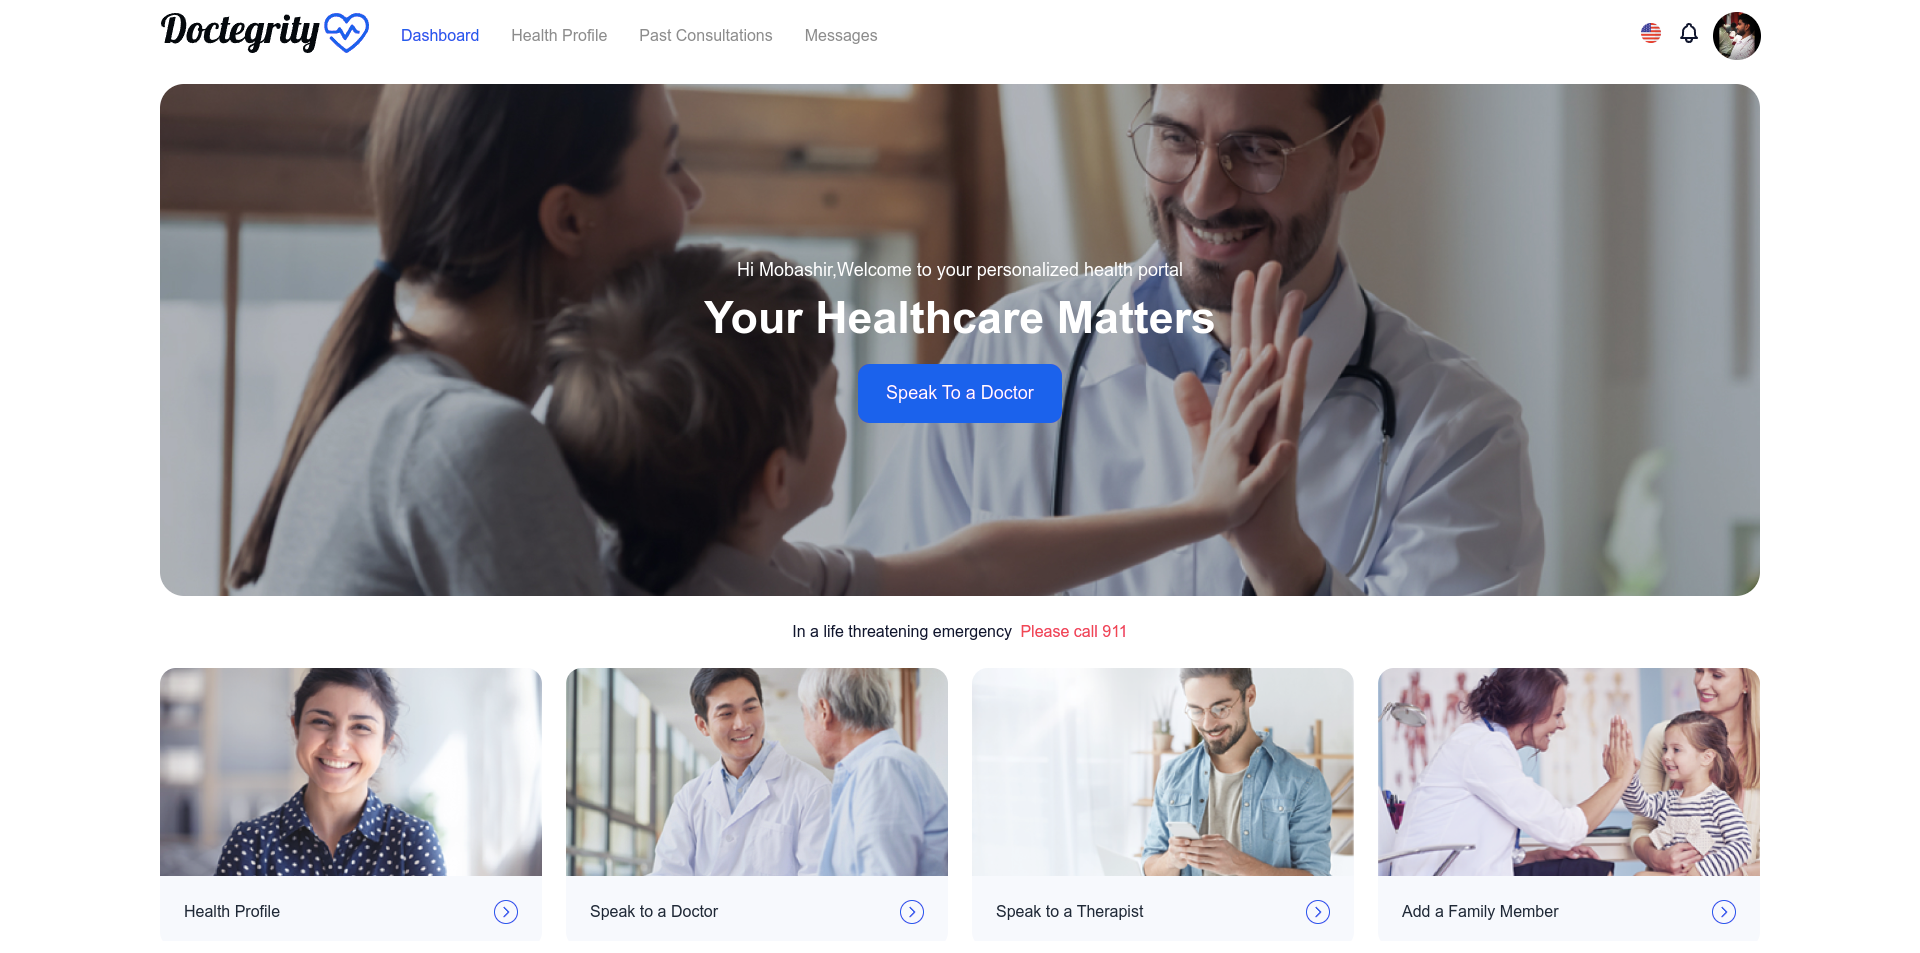 Doctegrity
Dashboard
Health Profile
Past Consultations
Messages
Hi Mobashir,Welcome to your personalized health portal
Your Healthcare Matters
Speak To a Doctor
In a life threatening emergency Please call 911
Health Profile
Speak to a Doctor
Speak to a Therapist
Add a Family Member